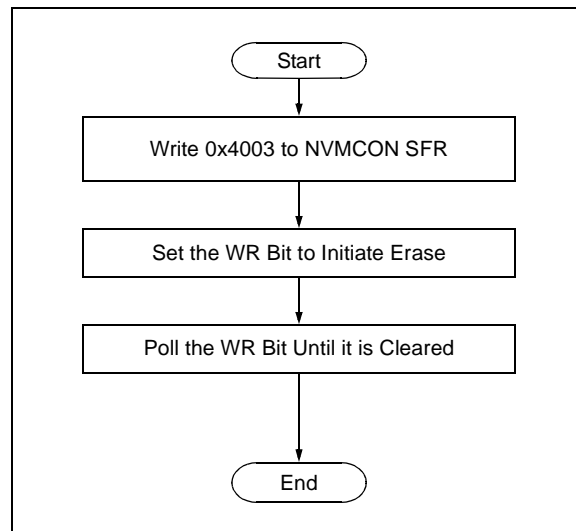 Start
Write 0x4003 to NVMCON SFR
Set the WR Bit to Initiate Erase
Poll the WR Bit Until it is Cleared
End